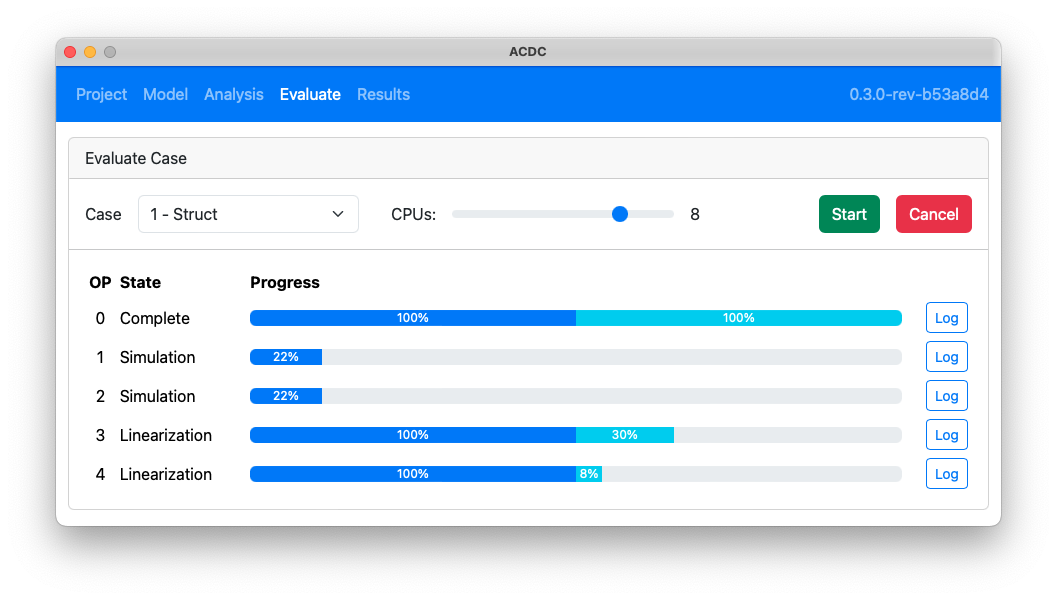 ACDC
Project Model Analysis Evaluate Results 0.3.0-rev-b53a8d4
Evaluate Case
Case 1 - Struct CPUs: 8 Start Cancel
OP State Progress
0 Complete 100% 100% Log
1 Simulation 22% Log
2 Simulation 22% Log
3 Linearization 100% 30% Log
4 Linearization 100% 8% Log